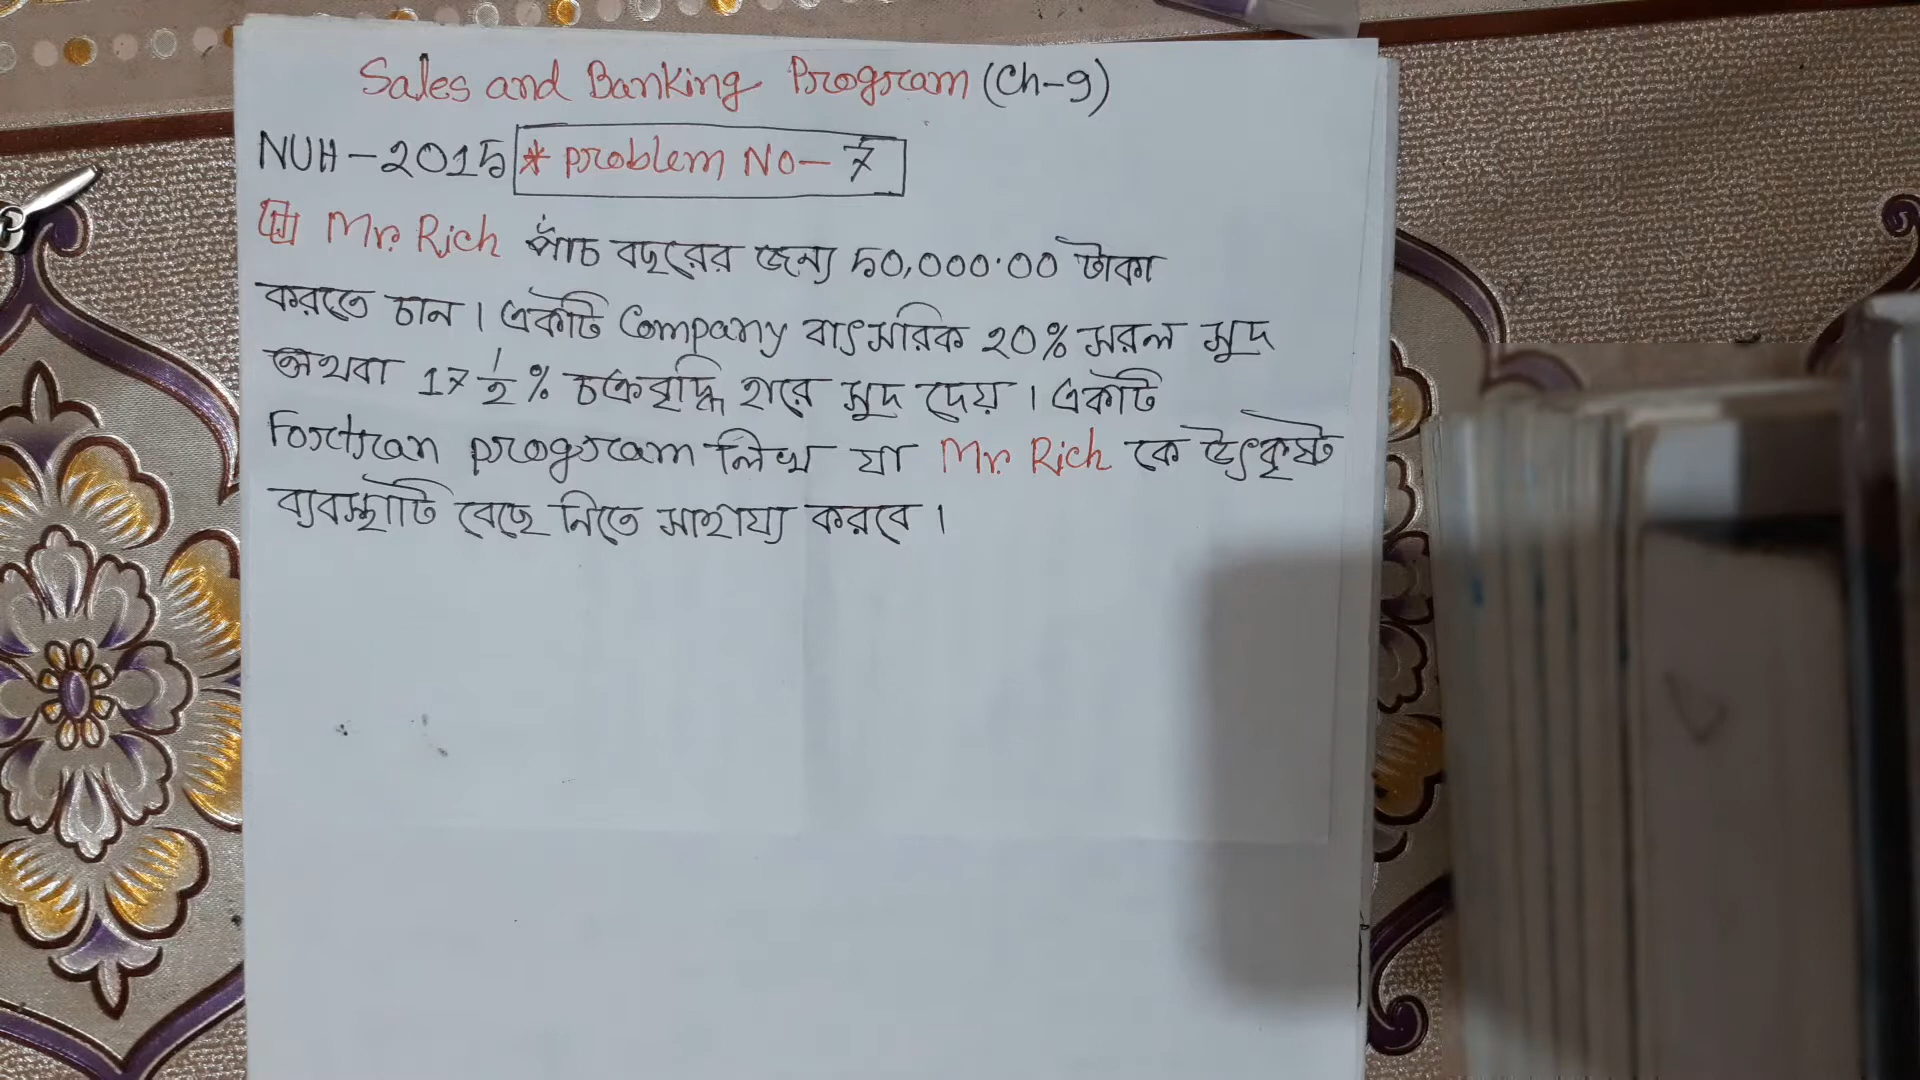 Sales and Banking Program (Ch-9)
NUH-2015 * Problem No- 7
Mr. Rich পাঁচ বছরের জন্য 50,000.00 টাকা
করতে চান। একটি Company বাৎসরিক 20% সরল সুদ
অথবা 17 1/2 % চক্রবৃদ্ধি হারে সুদ দেয়। একটি
Fortran program লিখ যা Mr. Rich কে উৎকৃষ্ট
ব্যবস্থাটি বেছে নিতে সাহায্য করবে।